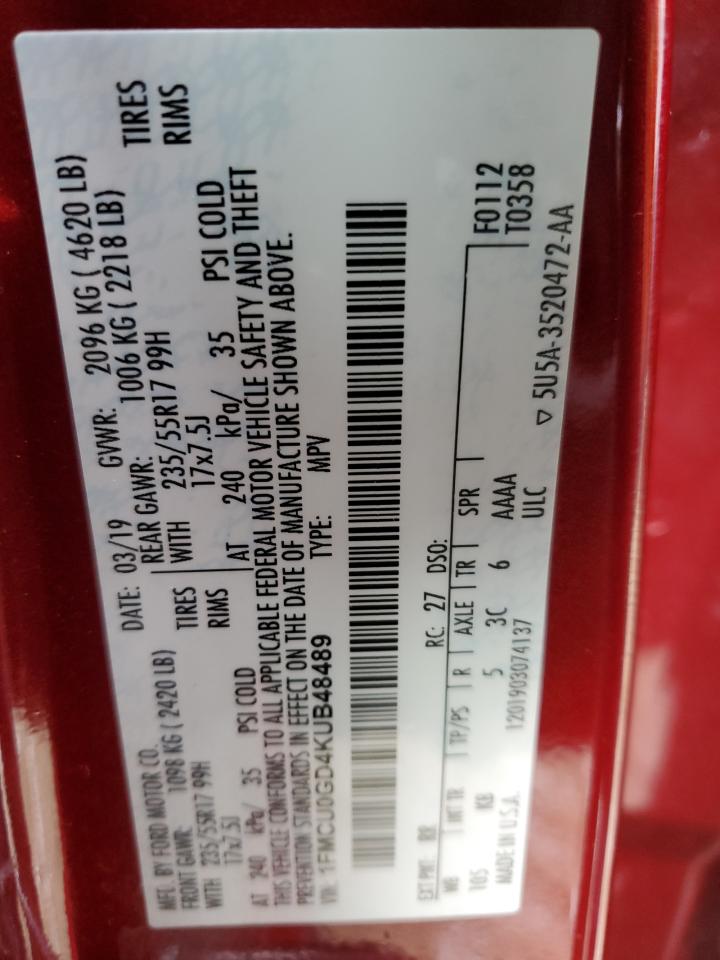 MFG. BY FORD MOTOR CO. DATE: 03/19 GVWR: 2096 KG ( 4620 LB)
FRONT GAWR: 1098 KG ( 2420 LB) REAR GAWR: 1006 KG ( 2218 LB)
WITH 235/55R17 99H TIRES WITH 235/55R17 99H TIRES
17x7.5J RIMS 17x7.5J RIMS
AT 240 kPa/ 35 PSI COLD AT 240 kPa/ 35 PSI COLD
THIS VEHICLE CONFORMS TO ALL APPLICABLE FEDERAL MOTOR VEHICLE SAFETY AND THEFT
PREVENTION STANDARDS IN EFFECT ON THE DATE OF MANUFACTURE SHOWN ABOVE.
VIN: 1FMCU0GD4KUB48489 TYPE: MPV
EXT PNT: RR RC: 27 DSO:
WB INT TR TP/PS R AXLE TR SPR F0112
105 KB 5 3C 6 AAAA T0358
MADE IN U.S.A. 1201903074137 ULC
▽ 5U5A-3520472-AA